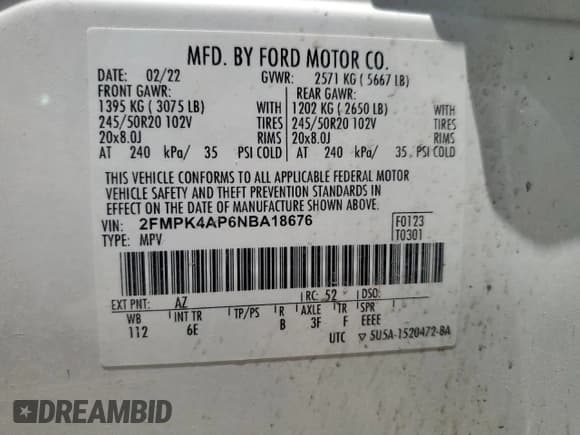 MFD. BY FORD MOTOR CO.
DATE: 02/22 GVWR: 2571 KG ( 5667 LB)
FRONT GAWR: REAR GAWR:
1395 KG ( 3075 LB) WITH 1202 KG ( 2650 LB) WITH
245/50R20 102V TIRES 245/50R20 102V TIRES
20x8.0J RIMS 20x8.0J RIMS
AT 240 kPa/ 35 PSI COLD AT 240 kPa/ 35 PSI COLD
THIS VEHICLE CONFORMS TO ALL APPLICABLE FEDERAL MOTOR
VEHICLE SAFETY AND THEFT PREVENTION STANDARDS IN
EFFECT ON THE DATE OF MANUFACTURE SHOWN ABOVE.
VIN: 2FMPK4AP6NBA18676 F0123
TYPE: MPV T0301
EXT PNT: AZ RC: 52 DSO:
WB INT TR TP/PS R AXLE TR SPR
112 6E B 3F F EEEE
UTC ▽ 5U5A-1520472-BA
DREAMBID